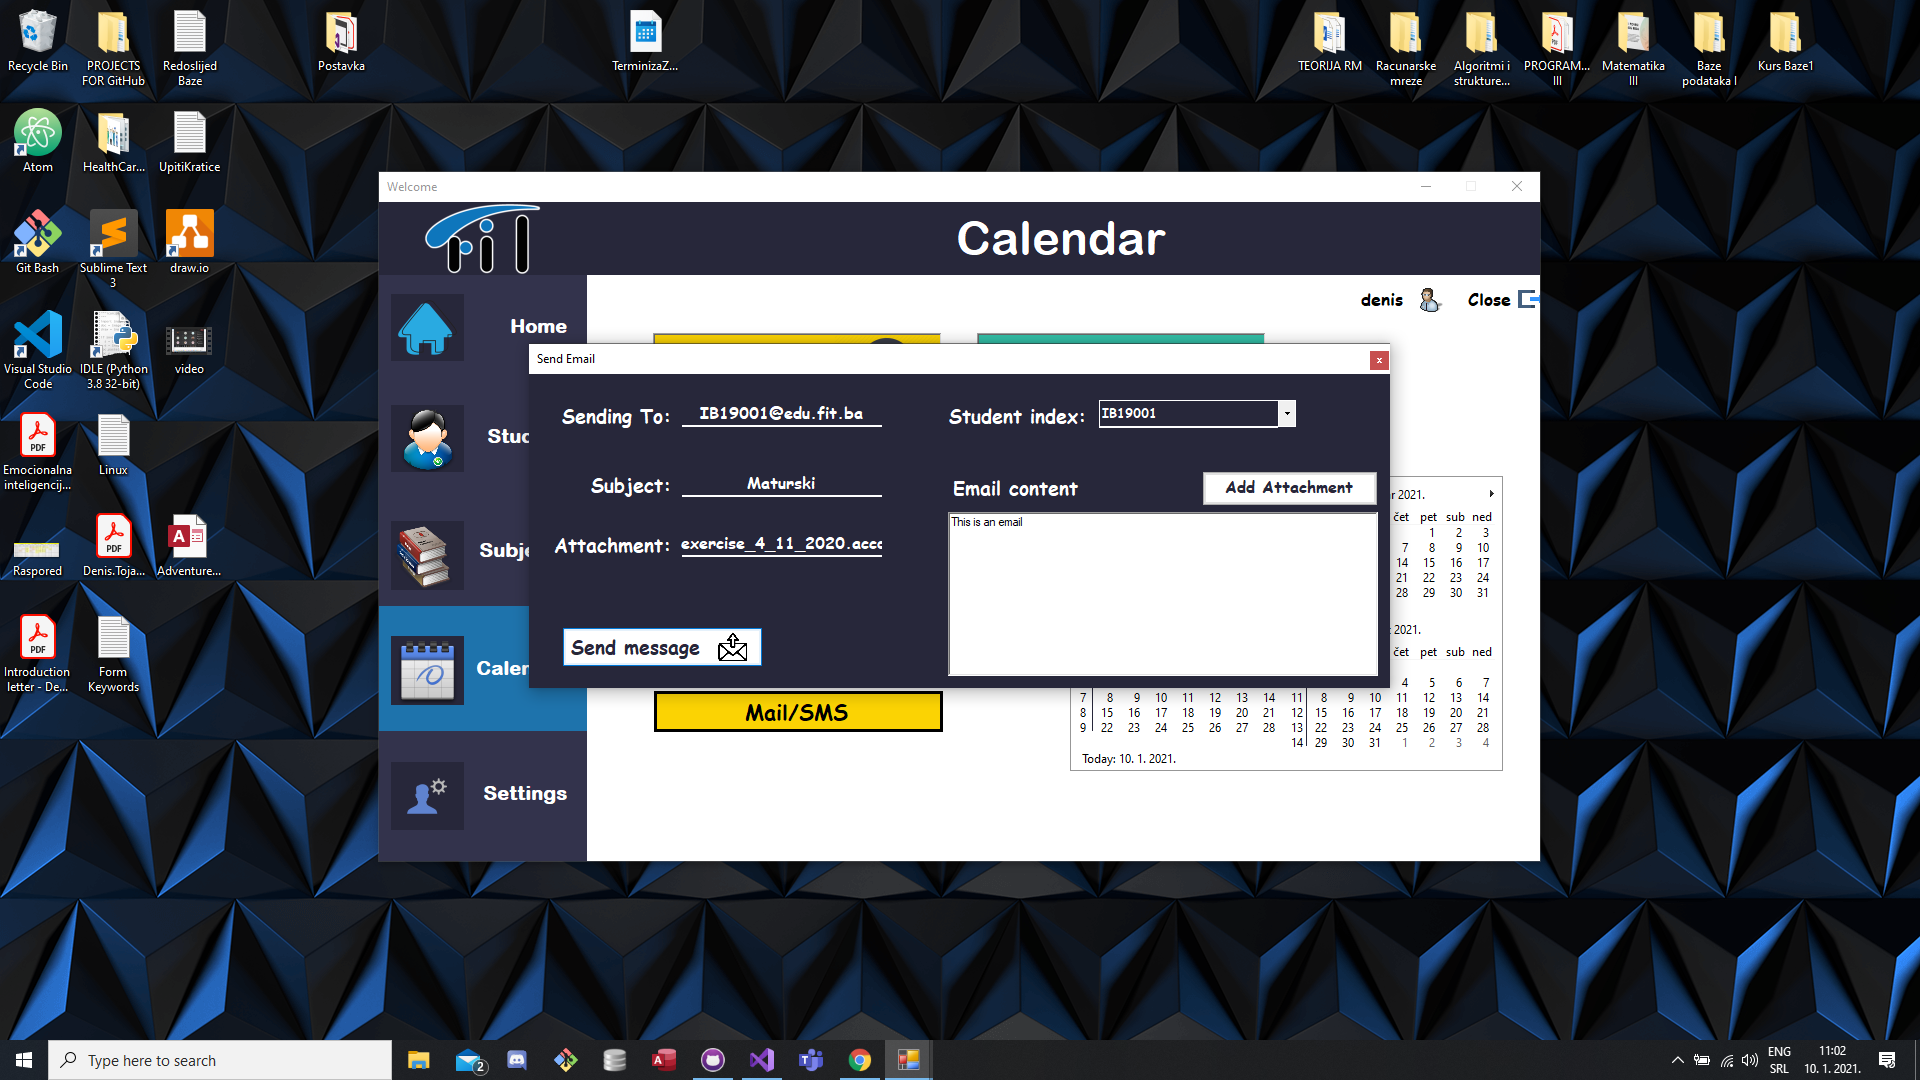 Recycle Bin
PROJECTS FOR GitHub
Redoslijed Baze
Postavka
TerminizaZ...
TEORIJA RM
Racunarske mreze
Algoritmi i strukture...
PROGRAM... III
Matematika III
Baze podataka I
Kurs Baze1
Atom
HealthCar...
UpitiKratice
Git Bash
Sublime Text 3
draw.io
Visual Studio Code
IDLE (Python 3.8 32-bit)
video
PDF
Emocionalna inteligencij...
Linux
Raspored
PDF
Denis.Toja...
Adventure...
PDF
Introduction letter - De...
Form Keywords
Welcome
Calendar
denis
Close
Home
Stuc
Subje
Calen
Settings
Send Email
x
Sending To: IB19001@edu.fit.ba
Student index: IB19001
Subject: Maturski
Email content
Add Attachment
Attachment: exercise_4_11_2020.acc
This is an email
Send message
Mail/SMS
r 2021.
čet pet sub ned
1 2 3
7 8 9 10
14 15 16 17
21 22 23 24
28 29 30 31
2021.
čet pet sub ned
4 5 6 7
7 8 9 10 11 12 13 14 11 8 9 10 11 12 13 14
8 15 16 17 18 19 20 21 12 15 16 17 18 19 20 21
9 22 23 24 25 26 27 28 13 22 23 24 25 26 27 28
14 29 30 31 1 2 3 4
Today: 10. 1. 2021.
Type here to search
2
ENG
SRL
11:02
10. 1. 2021.